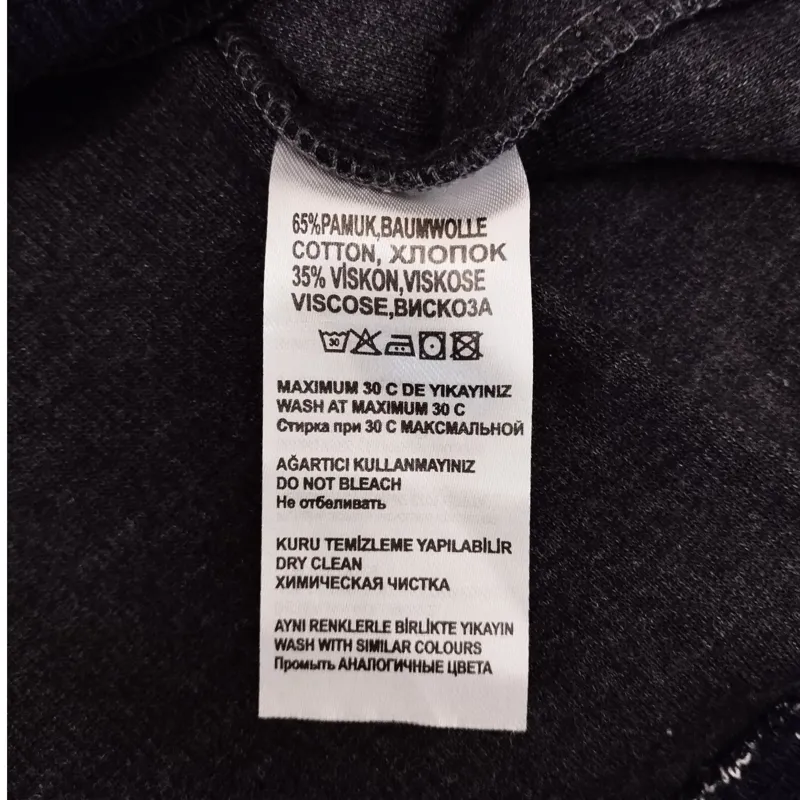 65%PAMUK,BAUMWOLLE
COTTON, ХЛОПОК
35% VİSKON,VISKOSE
VISCOSE,ВИСКОЗА
30
MAXIMUM 30 C DE YIKAYINIZ
WASH AT MAXIMUM 30 C
Стирка при 30 С МАКСМАЛЬНОЙ
AĞARTICI KULLANMAYINIZ
DO NOT BLEACH
Не отбеливать
KURU TEMİZLEME YAPILABİLİR
DRY CLEAN
ХИМИЧЕСКАЯ ЧИСТКА
AYNI RENKLERLE BİRLİKTE YIKAYIN
WASH WITH SIMILAR COLOURS
Промыть АНАЛОГИЧНЫЕ ЦВЕТА